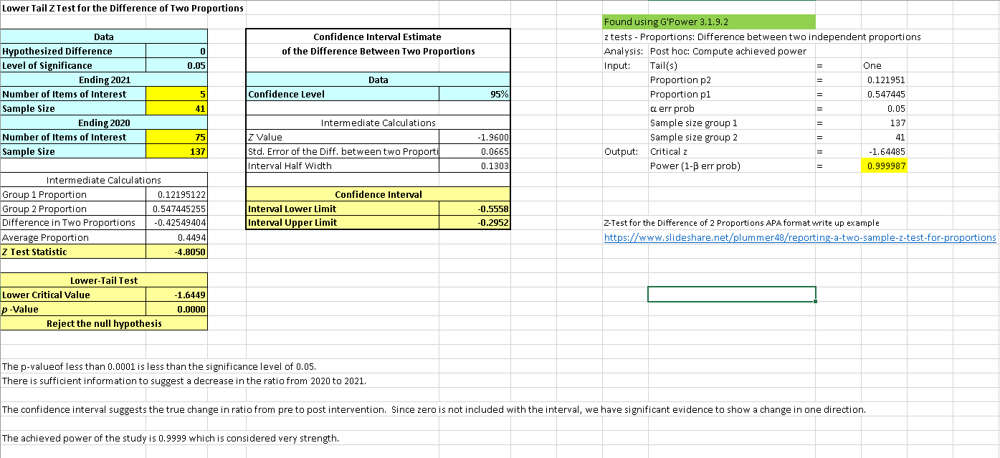 Lower Tail Z Test for the Difference of Two Proportions
Data
Hypothesized Difference 0
Level of Significance 0.05
Ending 2021
Number of Items of Interest 5
Sample Size 41
Ending 2020
Number of Items of Interest 75
Sample Size 137
Intermediate Calculations
Group 1 Proportion 0.12195122
Group 2 Proportion 0.547445255
Difference in Two Proportions -0.42549404
Average Proportion 0.4494
Z Test Statistic -4.8050
Lower-Tail Test
Lower Critical Value -1.6449
p-Value 0.0000
Reject the null hypothesis
Confidence Interval Estimate
of the Difference Between Two Proportions
Data
Confidence Level 95%
Intermediate Calculations
Z Value -1.9600
Std. Error of the Diff. between two Proporti 0.0665
Interval Half Width 0.1303
Confidence Interval
Interval Lower Limit -0.5558
Interval Upper Limit -0.2952
Found using G'Power 3.1.9.2
z tests - Proportions: Difference between two independent proportions
Analysis: Post hoc: Compute achieved power
Input: Tail(s) = One
Proportion p2 = 0.121951
Proportion p1 = 0.547445
α err prob = 0.05
Sample size group 1 = 137
Sample size group 2 = 41
Output: Critical z = -1.64485
Power (1-β err prob) = 0.999987
Z-Test for the Difference of 2 Proportions APA format write up example
https://www.slideshare.net/plummer48/reporting-a-two-sample-z-test-for-proportions
The p-valueof less than 0.0001 is less than the significance level of 0.05.
There is sufficient information to suggest a decrease in the ratio from 2020 to 2021.
The confidence interval suggests the true change in ratio from pre to post intervention. Since zero is not included with the interval, we have significant evidence to show a change in one direction.
The achieved power of the study is 0.9999 which is considered very strength.